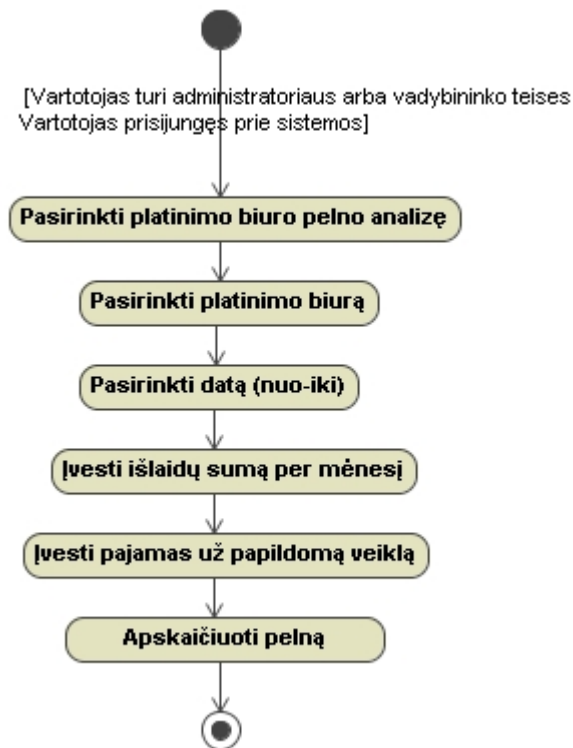 [Vartotojas turi administratoriaus arba vadybininko teises
Vartotojas prisijungęs prie sistemos]
Pasirinkti platinimo biuro pelno analizę
Pasirinkti platinimo biurą
Pasirinkti datą (nuo-iki)
Įvesti išlaidų sumą per mėnesį
Įvesti pajamas už papildomą veiklą
Apskaičiuoti pelną